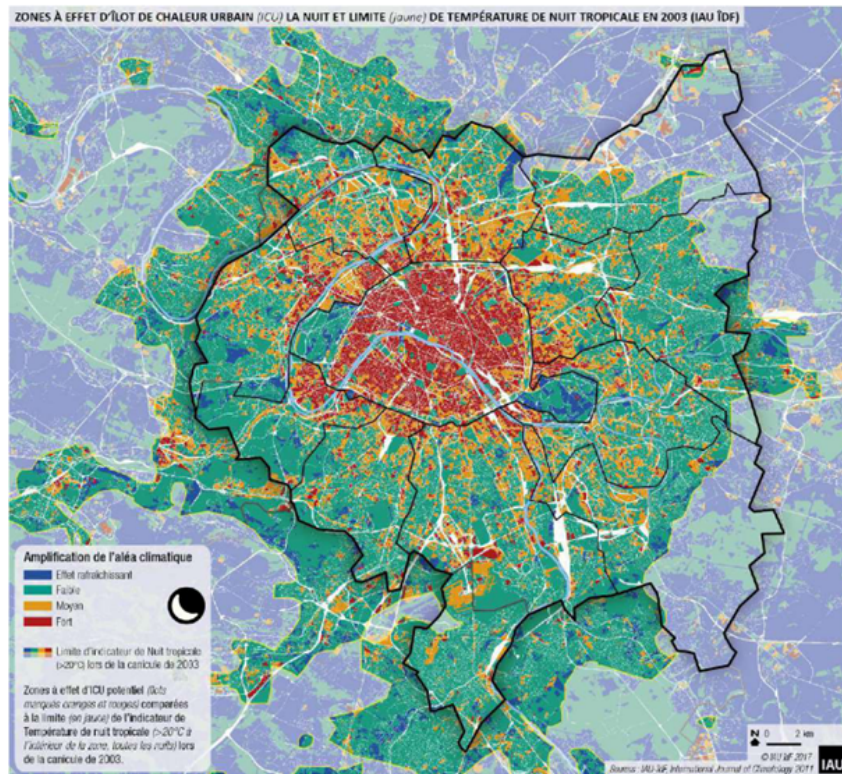 ZONES À EFFET D'ÎLOT DE CHALEUR URBAIN (ICU) LA NUIT ET LIMITE (jaune) DE TEMPÉRATURE DE NUIT TROPICALE EN 2003 (IAU ÎDF)
Amplification de l'aléa climatique
Effet rafraîchissant
Faible
Moyen
Fort
Limite d'indicateur de Nuit tropicale
(>20°C) lors de la canicule de 2003
Zones à effet d'ICU potentiel (îlots
marqués oranges et rouges) comparées
à la limite (en jaune) de l'indicateur de
Température de nuit tropicale (>20°C à
l'intérieur de la zone, toutes les nuits) lors
de la canicule de 2003.
N 0 2 km
© IAU îdF 2017
Source : IAU îdF, International Journal of Climatology 2011
IAU